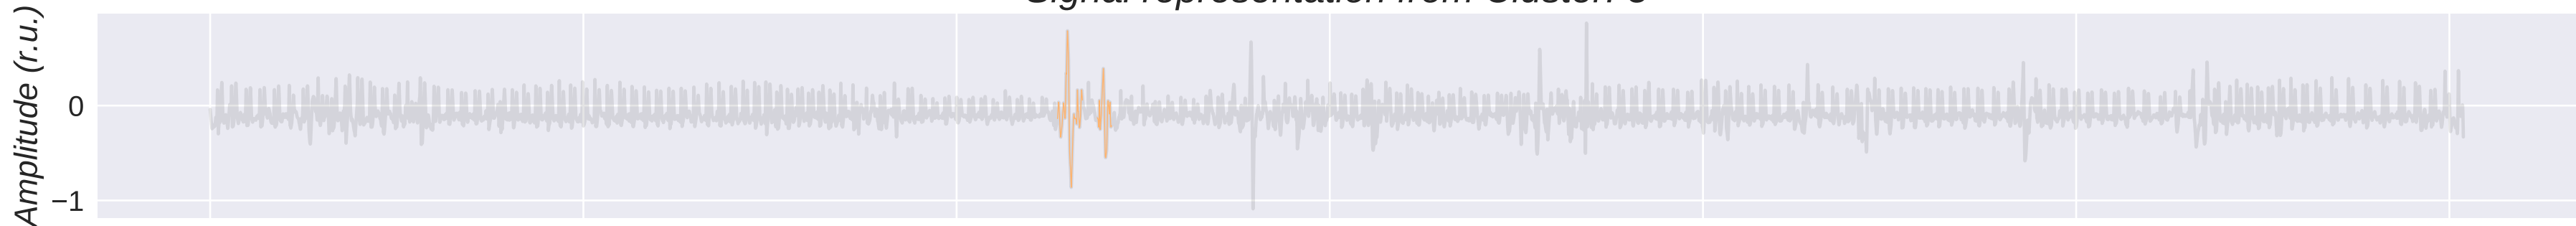 Signal representation from Cluster:
Amplitude (r.u.)
0
−1